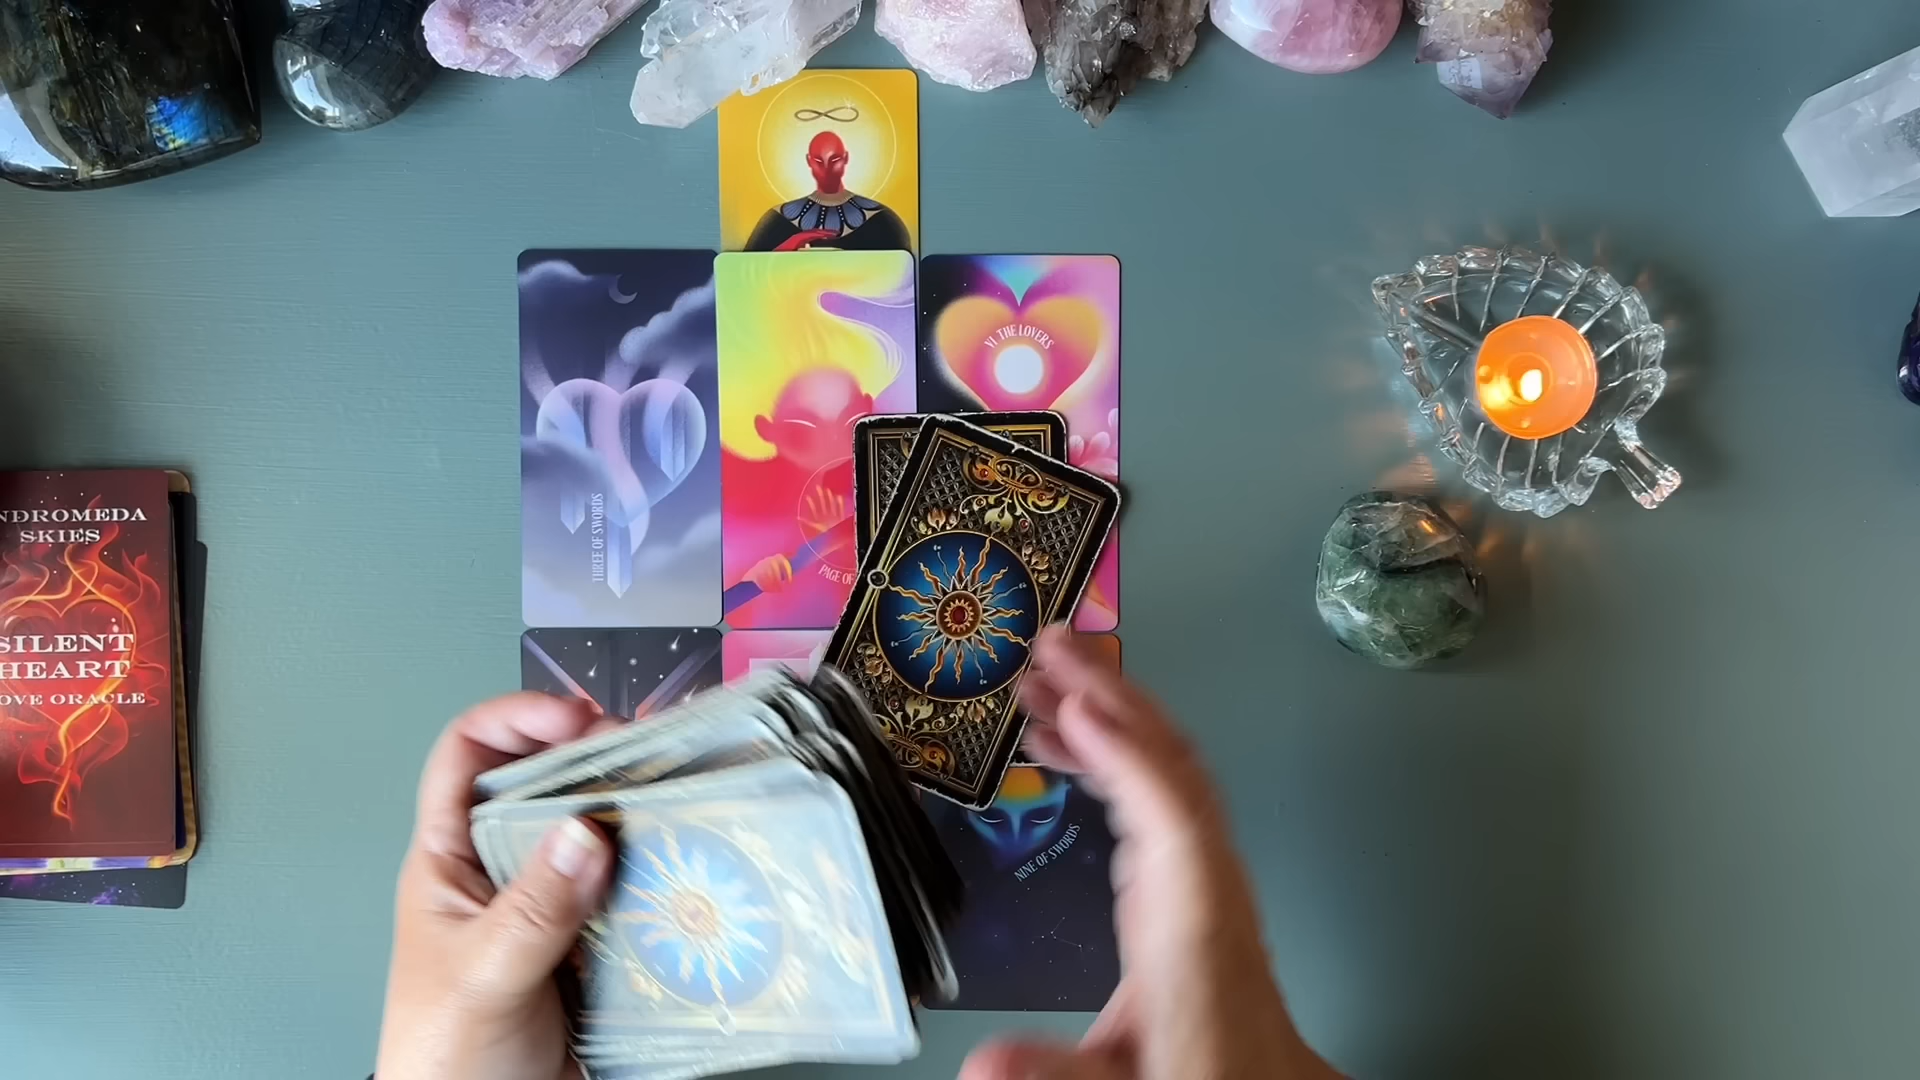 VI THE LOVERS
THREE OF SWORDS
PAGE OF
NDROMEDA
SKIES
SILENT
HEART
OVE ORACLE
NINE OF SWORDS